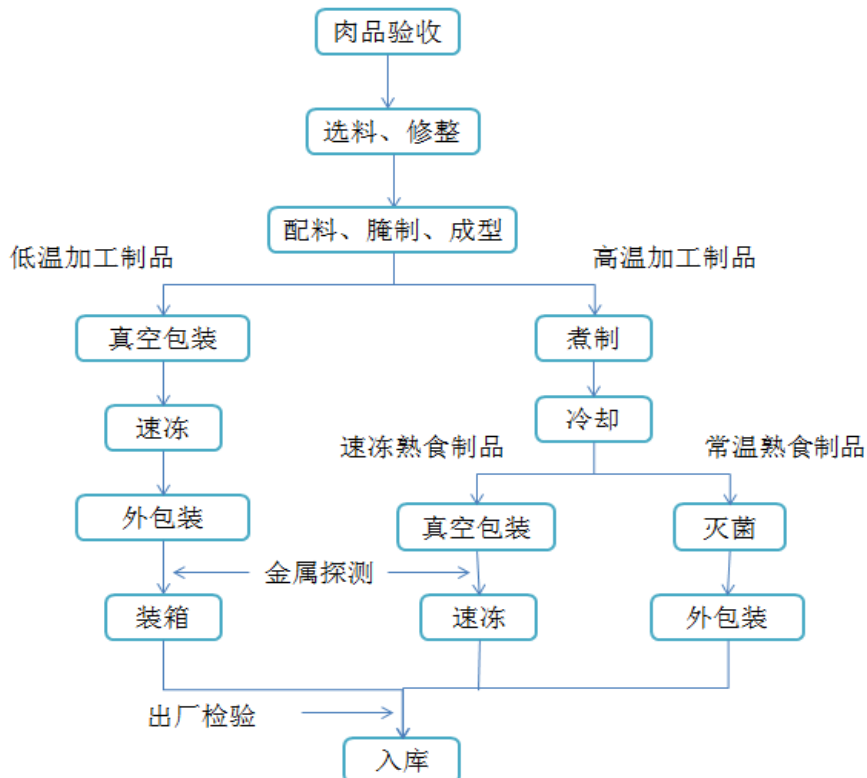 肉品验收
选料、修整
配料、腌制、成型
低温加工制品
高温加工制品
真空包装
煮制
速冻
冷却
速冻熟食制品
常温熟食制品
外包装
真空包装
灭菌
金属探测
装箱
速冻
外包装
出厂检验
入库